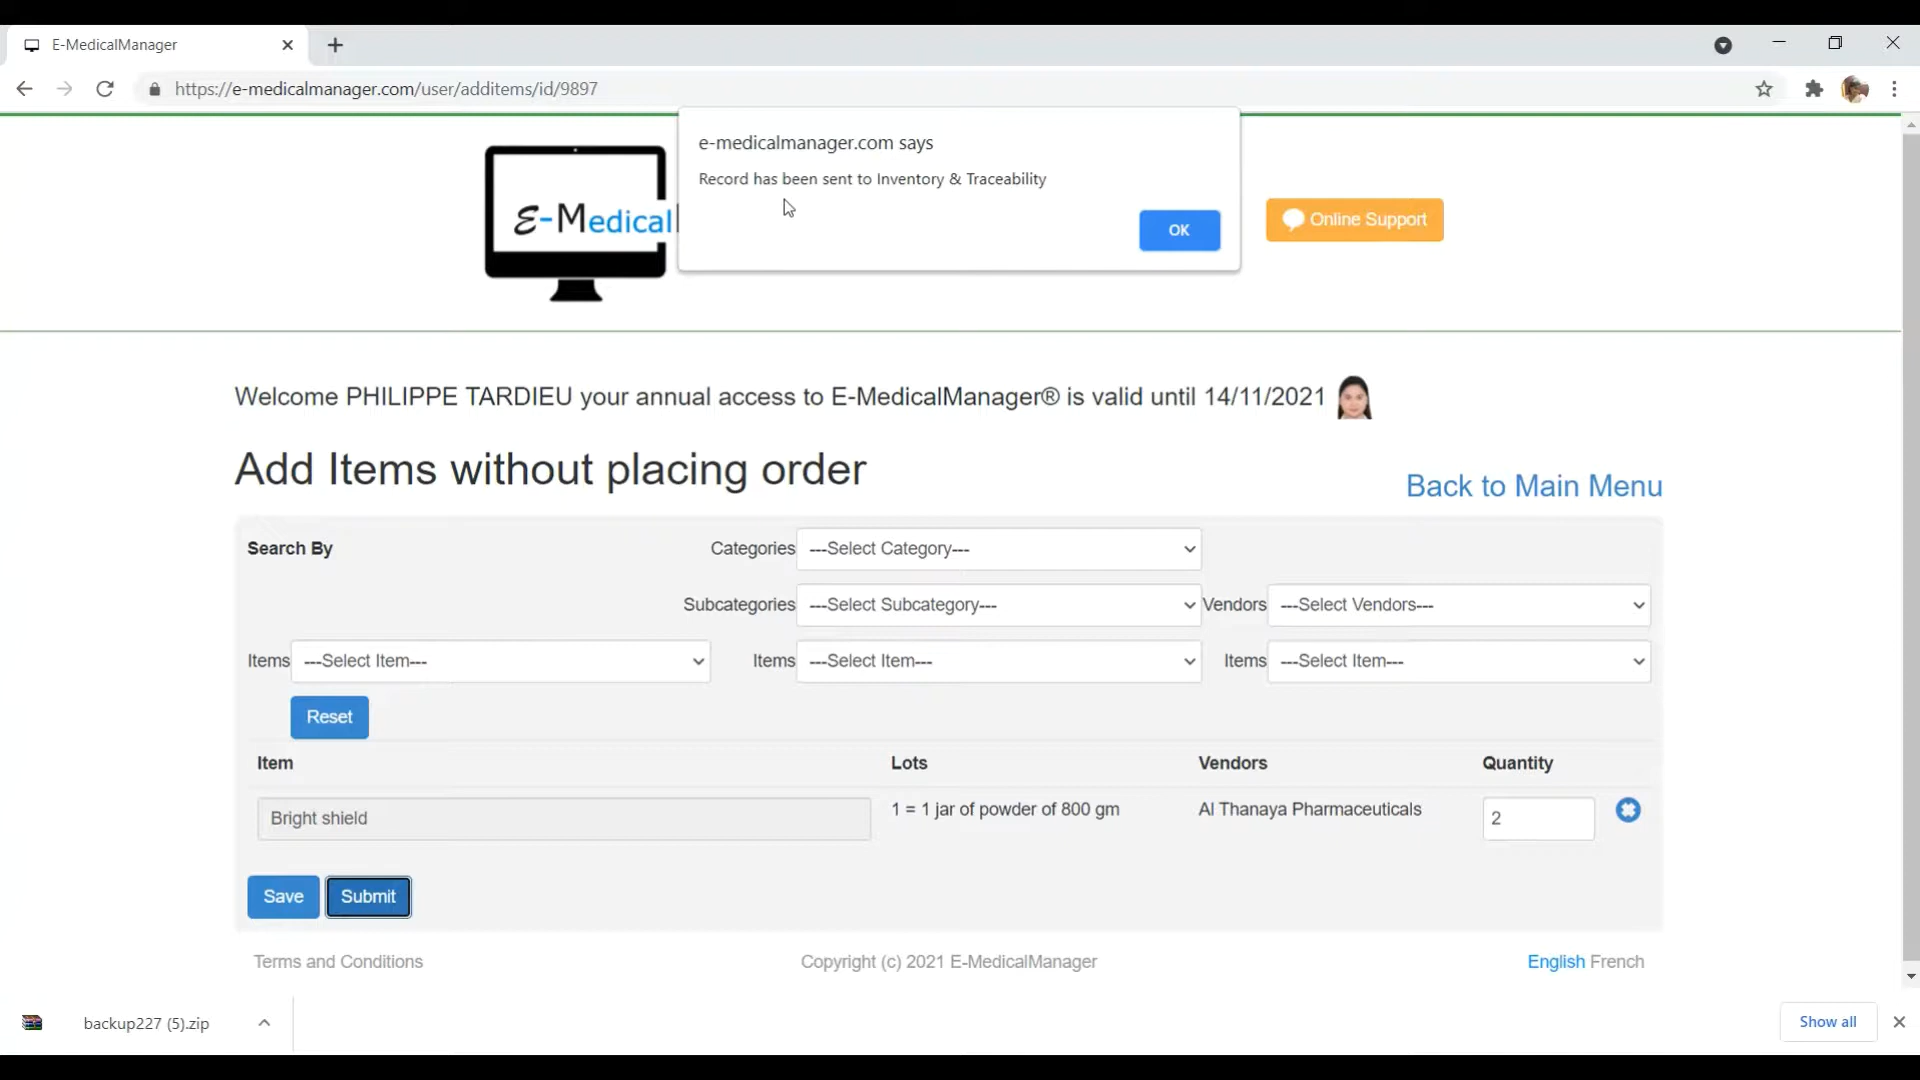 E-MedicalManager
https://e-medicalmanager.com/user/additems/id/9897
e-medicalmanager.com says
Record has been sent to Inventory & Traceability
OK
E-Medical
Online Support
Welcome PHILIPPE TARDIEU your annual access to E-MedicalManager® is valid until 14/11/2021
Add Items without placing order
Back to Main Menu
Search By Categories ---Select Category---
Subcategories ---Select Subcategory--- Vendors ---Select Vendors---
Items ---Select Item--- Items ---Select Item--- Items ---Select Item---
Reset
Item Lots Vendors Quantity
Bright shield 1 = 1 jar of powder of 800 gm Al Thanaya Pharmaceuticals 2
Save Submit
Terms and Conditions Copyright (c) 2021 E-MedicalManager English French
backup227 (5).zip Show all